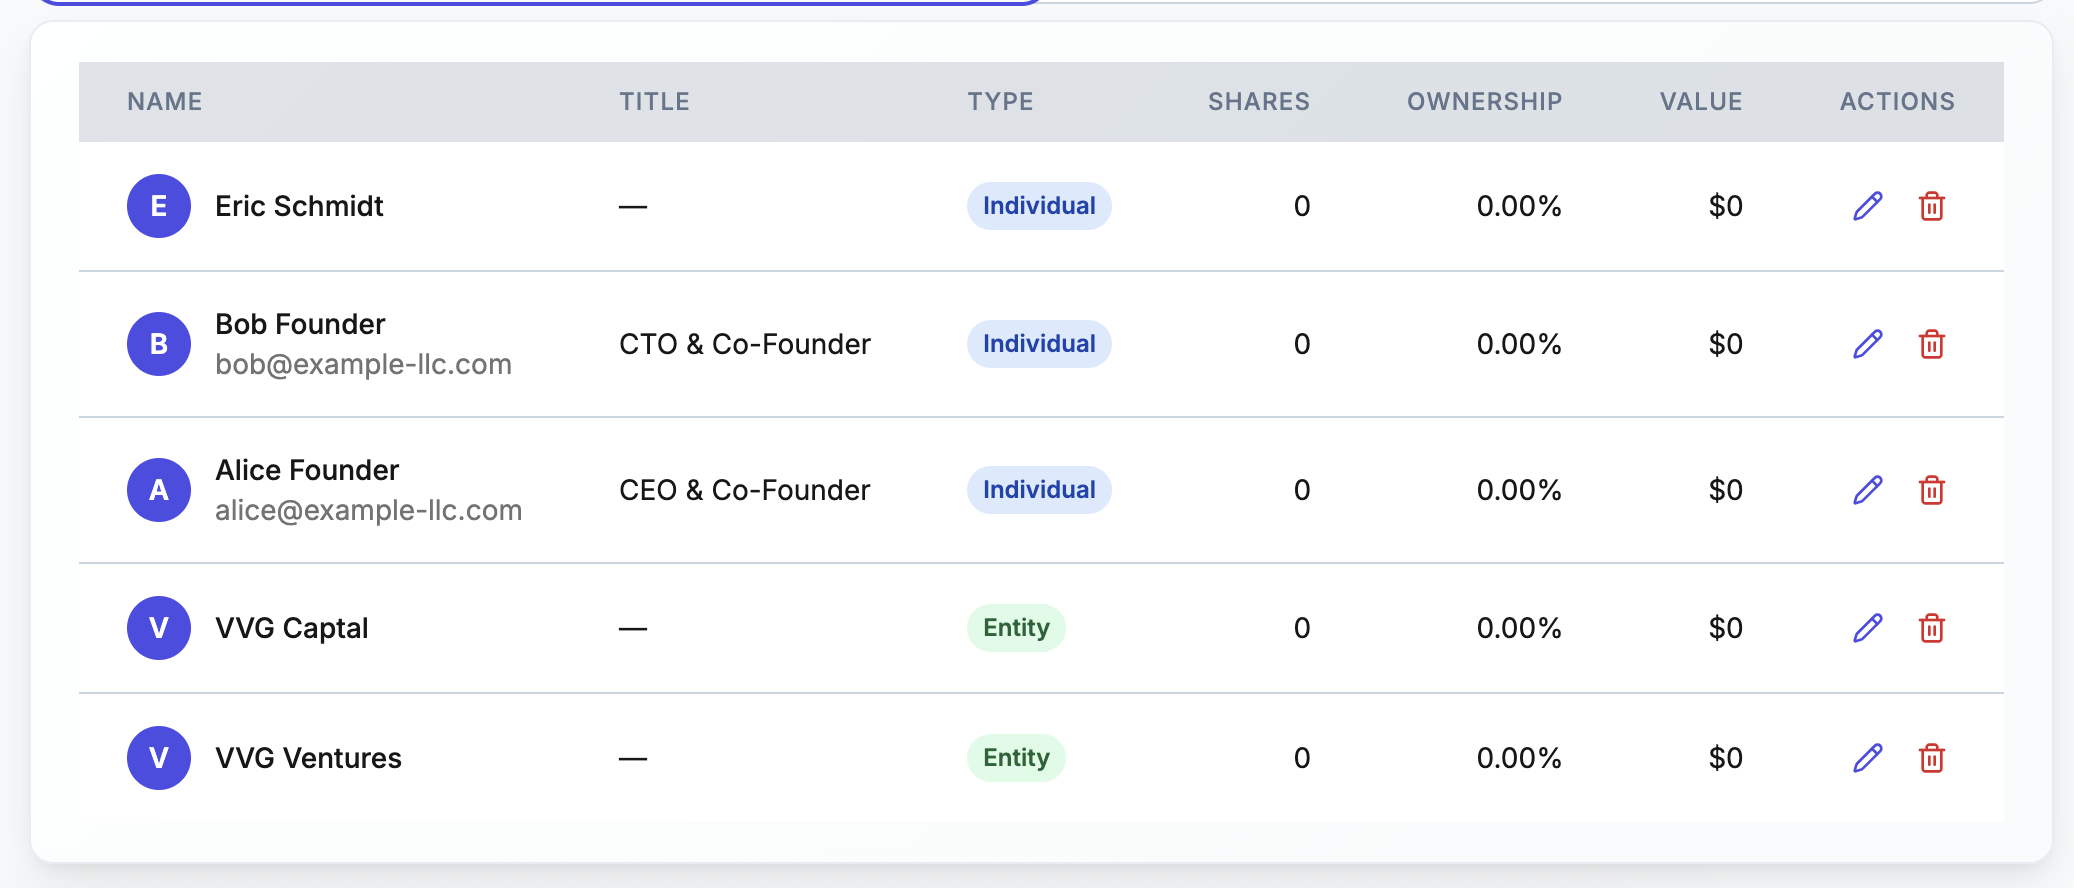 NAME TITLE TYPE SHARES OWNERSHIP VALUE ACTIONS
E Eric Schmidt — Individual 0 0.00% $0
B Bob Founder
bob@example-llc.com CTO & Co-Founder Individual 0 0.00% $0
A Alice Founder
alice@example-llc.com CEO & Co-Founder Individual 0 0.00% $0
V VVG Captal — Entity 0 0.00% $0
V VVG Ventures — Entity 0 0.00% $0